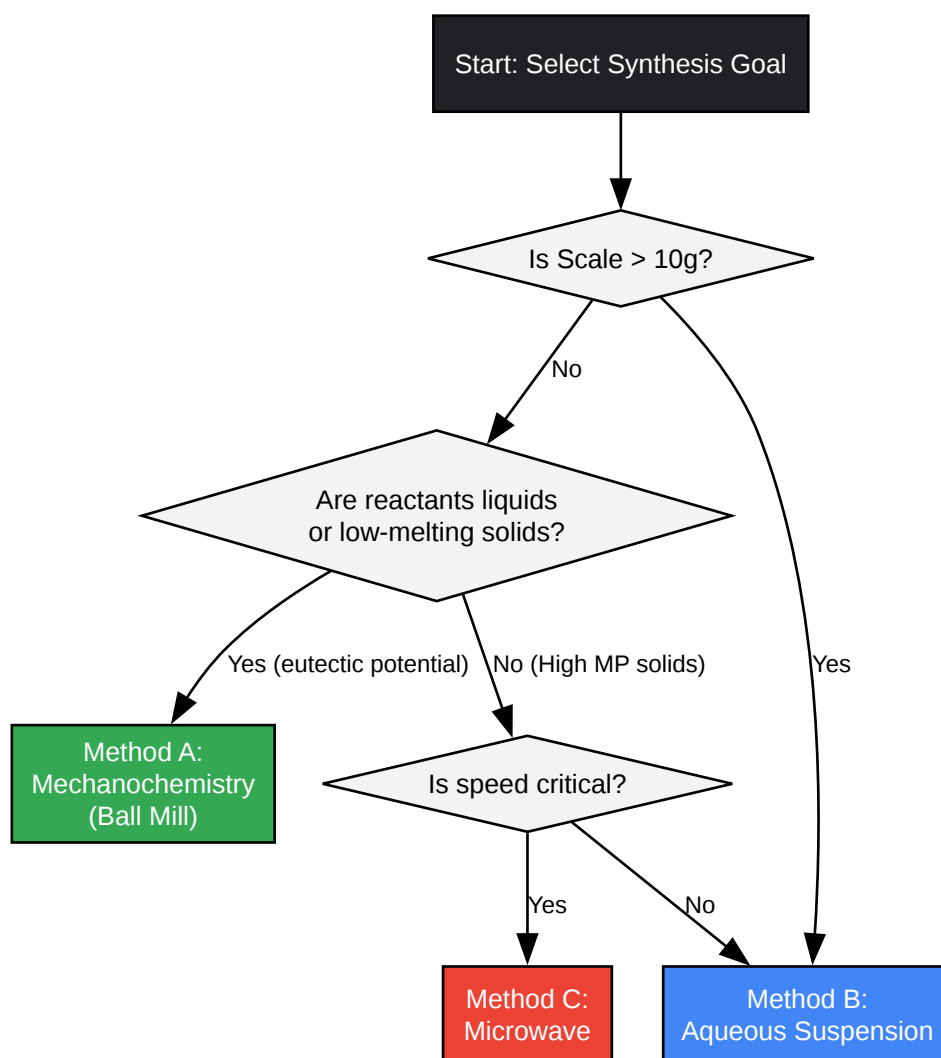 Start: Select Synthesis Goal
Is Scale > 10g?
No
Are reactants liquids
or low-melting solids?
Yes (eutectic potential)
No (High MP solids)
Yes
Method A:
Mechanochemistry
(Ball Mill)
Is speed critical?
Yes
No
Method C:
Microwave
Method B:
Aqueous Suspension